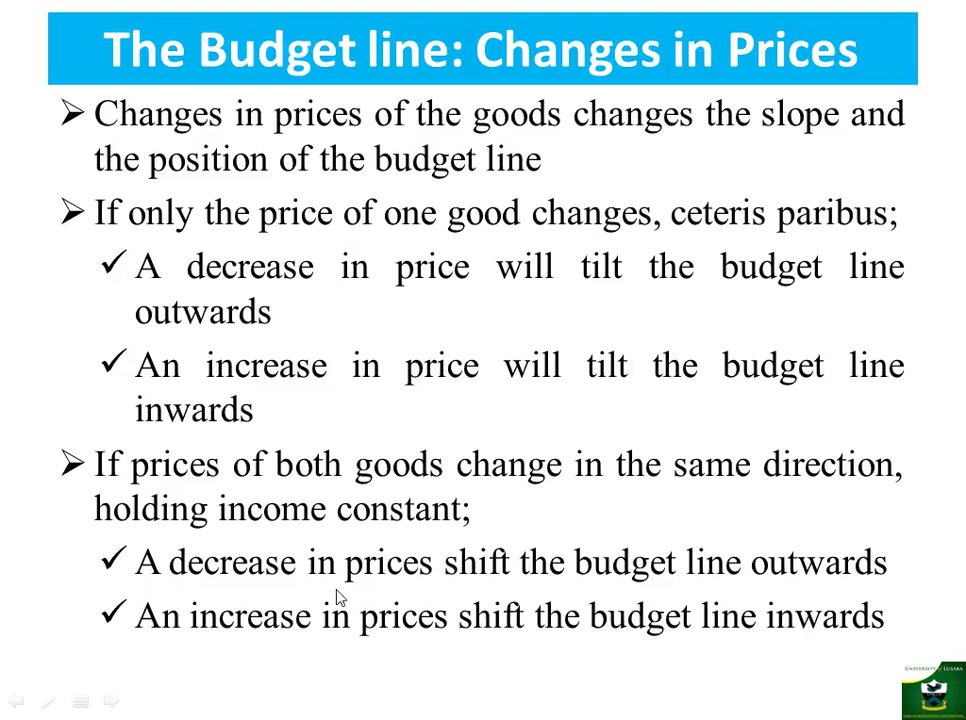 The Budget line: Changes in Prices
➢ Changes in prices of the goods changes the slope and
the position of the budget line
➢ If only the price of one good changes, ceteris paribus;
✓ A decrease in price will tilt the budget line
outwards
✓ An increase in price will tilt the budget line
inwards
➢ If prices of both goods change in the same direction,
holding income constant;
✓ A decrease in prices shift the budget line outwards
✓ An increase in prices shift the budget line inwards
UNIVERSITY OF LUSAKA